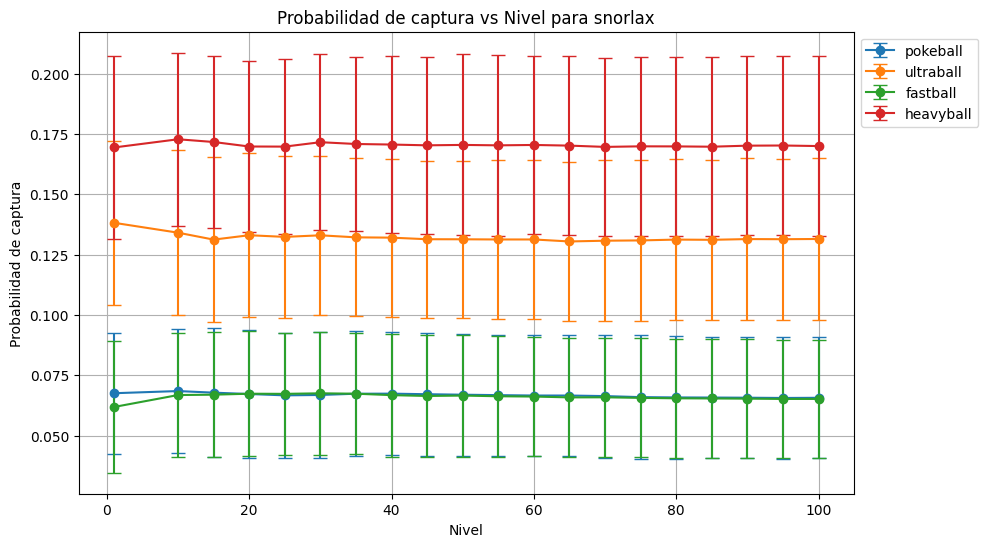 Probabilidad de captura vs Nivel para snorlax
Probabilidad de captura
0.200
0.175
0.150
0.125
0.100
0.075
0.050
0
20
40
60
80
100
Nivel
pokeball
ultraball
fastball
heavyball